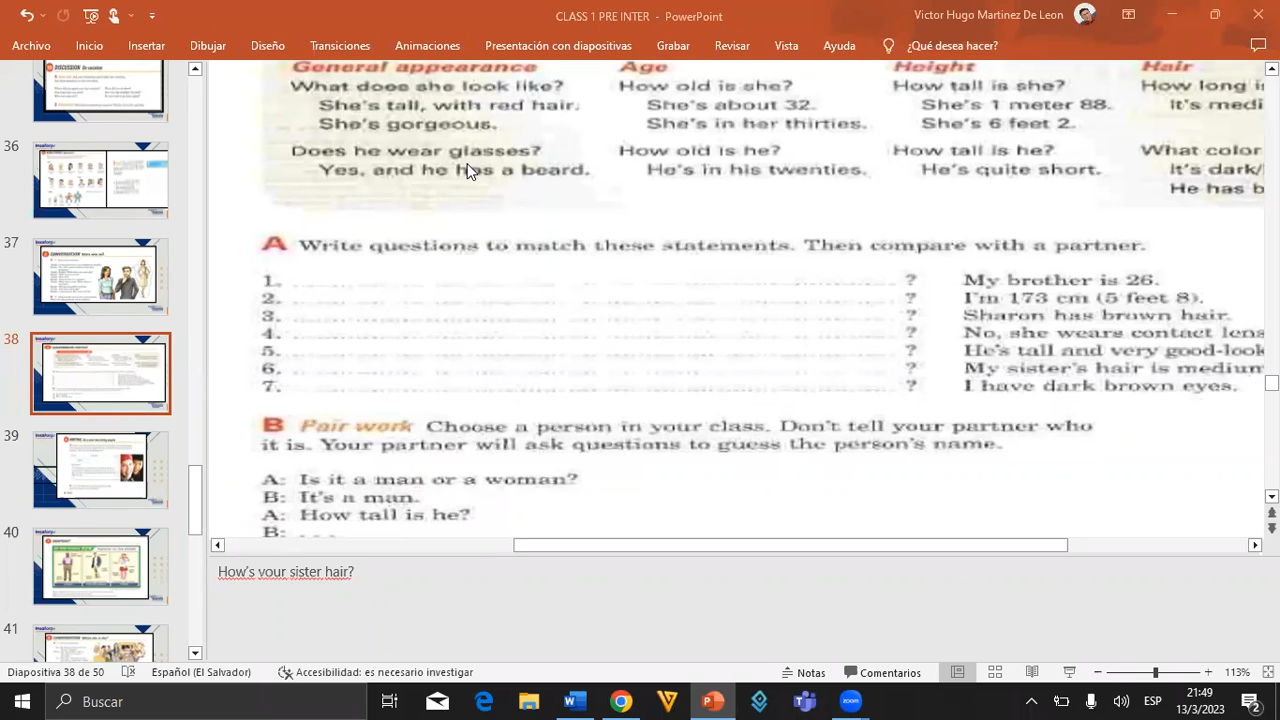 CLASS 1 PRE INTER - PowerPoint
Victor Hugo Martinez De Leon
Archivo Inicio Insertar Dibujar Diseño Transiciones Animaciones Presentación con diapositivas Grabar Revisar Vista Ayuda ¿Qué desea hacer?
General appearance Age Height Hair
What does she look like? How old is she? How tall is she? How long
She's tall, with red hair. She's about 32. She's 1 meter 88. It's medi
She's gorgeous. She's in her thirties. She's 6 feet 2.
Does he wear glasses? How old is he? How tall is he? What color
Yes, and he has a beard. He's in his twenties. He's quite short. It's dark/
He has b
A Write questions to match these statements. Then compare with a partner.
1. ? My brother is 26.
2. ? I'm 173 cm (5 feet 8).
3. ? Sharon has brown hair.
4. ? No, she wears contact lens
5. ? He's tall and very good-look
6. ? My sister's hair is medium
7. ? I have dark brown eyes.
B Pair work Choose a person in your class. Don't tell your partner who
it is. Your partner will ask questions to guess the person's name.
A: Is it a man or a woman?
B: It's a man.
A: How tall is he?
B: ...
How's your sister hair?
36
37
38
39
40
41
Diapositiva 38 de 50 Español (El Salvador) Accesibilidad: es necesario investigar Notas Comentarios 113%
Buscar
ESP
21:49
13/3/2023
2